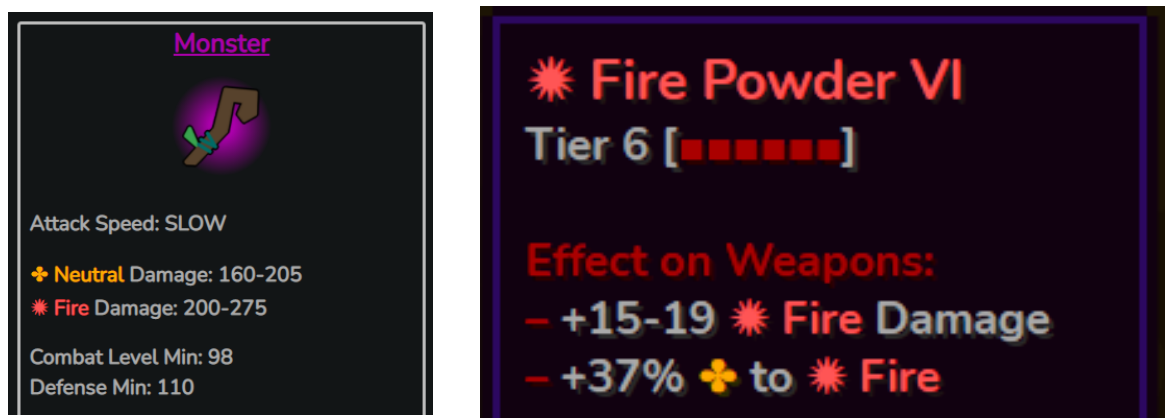 Monster
Attack Speed: SLOW
✤ Neutral Damage: 160-205
✹ Fire Damage: 200-275
Combat Level Min: 98
Defense Min: 110
✹ Fire Powder VI
Tier 6 [■■■■■■]
Effect on Weapons:
– +15-19 ✹ Fire Damage
– +37% ✤ to ✹ Fire